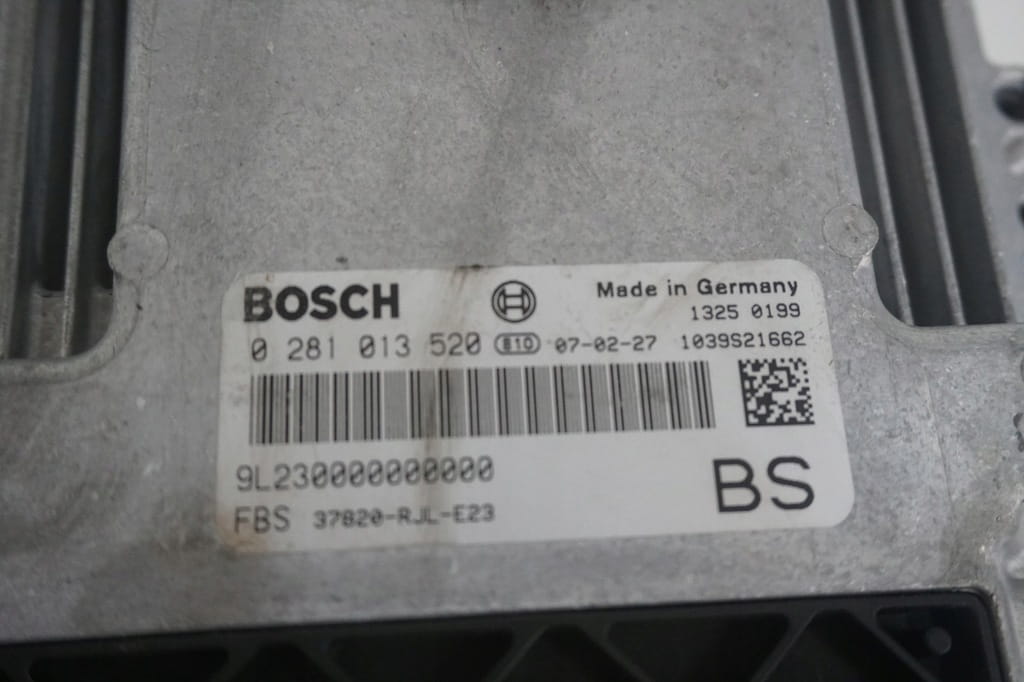 BOSCH Made in Germany
1325 0199
0 281 013 520 E10 07-02-27 1039S21662
9L230000000000
BS
FBS 37820-RJL-E23